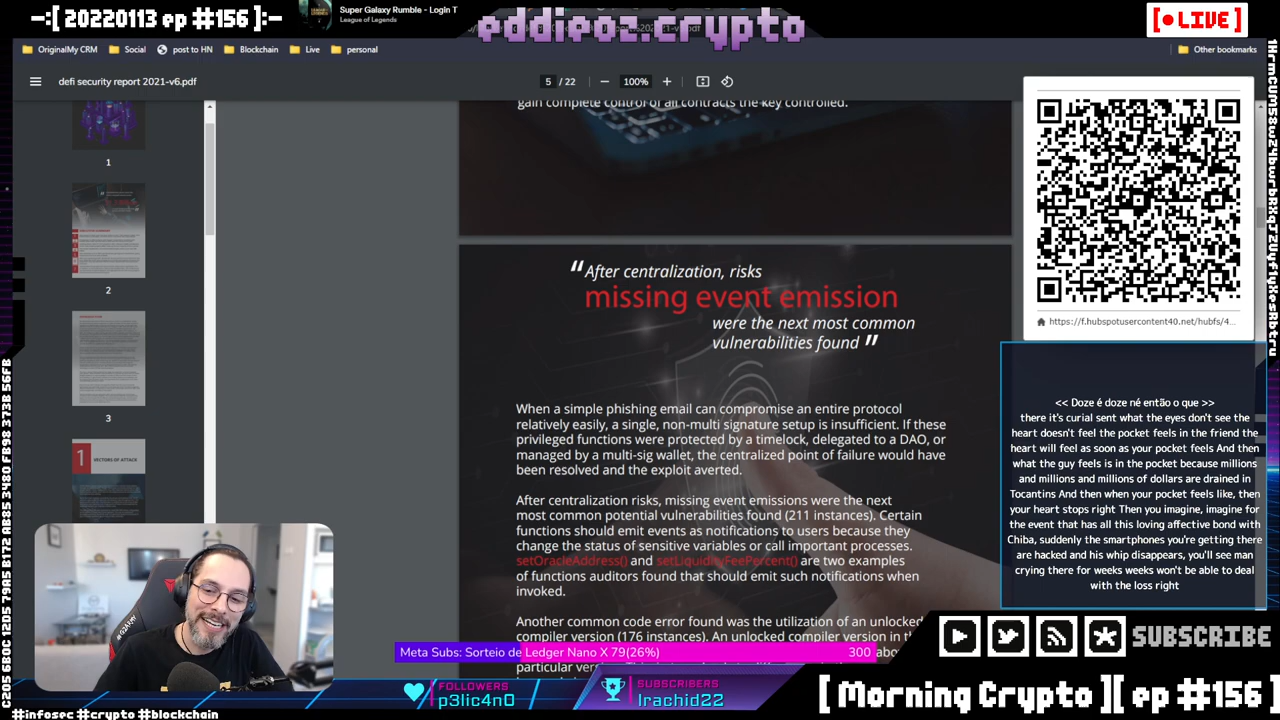 -:[ 20220113 ep #156 ]:-
Super Galaxy Rumble - Login T
League of Legends
eddieoz.crypto
[● LIVE]
OriginalMy CRM
Social
post to HN
Blockchain
Live
personal
Other bookmarks
defi security report 2021-v6.pdf
5 / 22
100%
1
2
3
1 VECTORS OF ATTACK
gain complete control of all contracts the key controlled.
“After centralization, risks
missing event emission
were the next most common
vulnerabilities found”
When a simple phishing email can compromise an entire protocol
relatively easily, a single, non-multi signature setup is insufficient. If these
privileged functions were protected by a timelock, delegated to a DAO, or
managed by a multi-sig wallet, the centralized point of failure would have
been resolved and the exploit averted.
After centralization risks, missing event emissions were the next
most common potential vulnerabilities found (211 instances). Certain
functions should emit events as notifications to users because they
change the status of sensitive variables or call important processes.
setOracleAddress() and setLiquidityFeePercent() are two examples
of functions auditors found that should emit such notifications when
invoked.
Another common code error found was the utilization of an unlocked
compiler version (176 instances). An unlocked compiler version in th
particular
https://f.hubspotusercontent40.net/hubfs/4...
<< Doze é doze né então o que >>
there it's curial sent what the eyes don't see the
heart doesn't feel the pocket feels in the friend the
heart will feel as soon as your pocket feels And then
what the guy feels is in the pocket because millions
and millions and millions of dollars are drained in
Tocantins And then when your pocket feels like, then
your heart stops right Then you imagine, imagine for
the event that has all this loving affective bond with
Chiba, suddenly the smartphones you're getting there
are hacked and his whip disappears, you'll see man
crying there for weeks weeks won't be able to deal
with the loss right
Meta Subs: Sorteio de Ledger Nano X 79(26%)
300
SUBSCRIBE
FOLLOWERS
p3lic4n0
SUBSCRIBERS
lrachid22
[ Morning Crypto ][ ep #156 ]
#infosec #crypto #blockchain